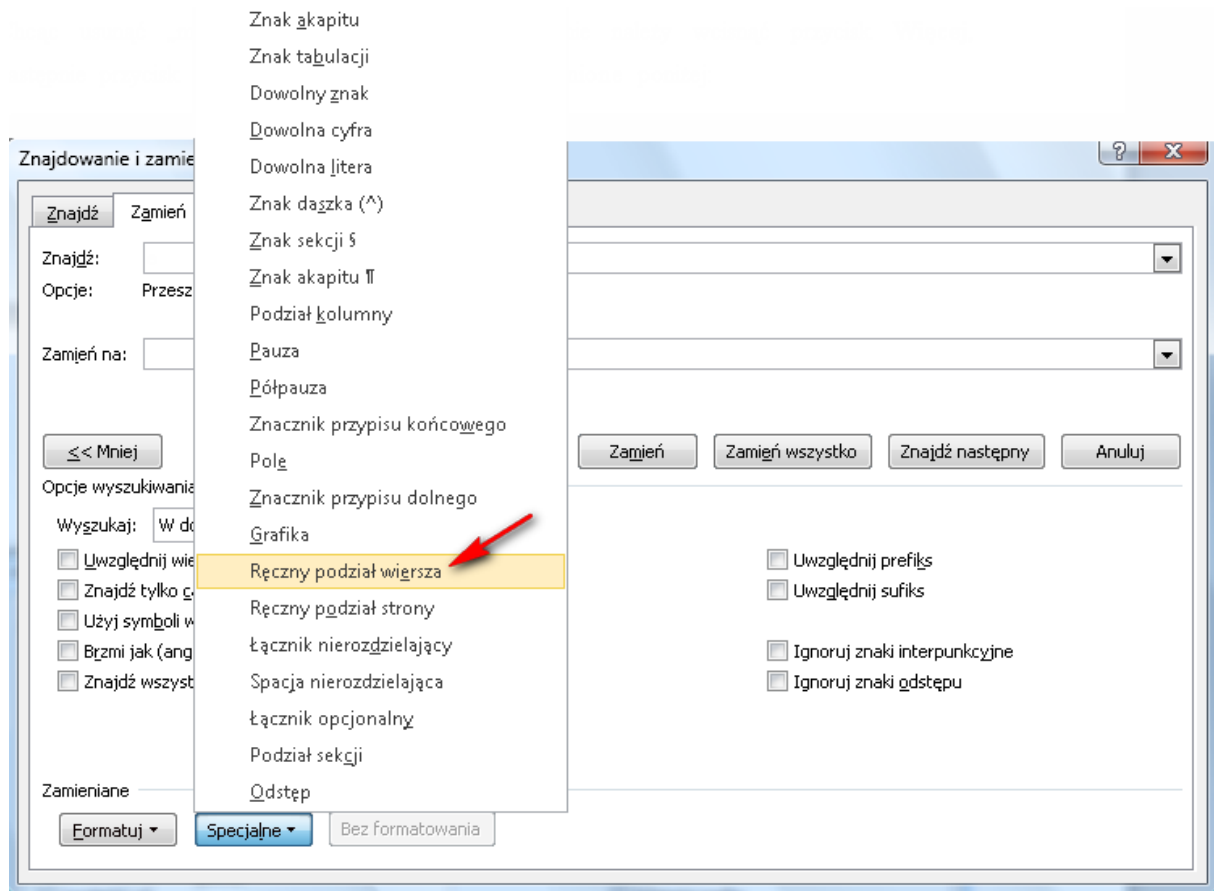 Znak akapitu
Znak tabulacji
Dowolny znak
Dowolna cyfra
Dowolna litera
Znak daszka (^)
Znak sekcji §
Znak akapitu ¶
Podział kolumny
Pauza
Półpauza
Znacznik przypisu końcowego
Pole
Znacznik przypisu dolnego
Grafika
Ręczny podział wiersza
Ręczny podział strony
Łącznik nierozdzielający
Spacja nierozdzielająca
Łącznik opcjonalny
Podział sekcji
Odstęp
Znajdowanie i zamie
Znajdź Zamień
Znajdź:
Opcje: Przesz
Zamień na:
<< Mniej Zamień Zamień wszystko Znajdź następny Anuluj
Opcje wyszukiwania
Wyszukaj: W do
Uwzględnij wie Uwzględnij prefiks
Znajdź tylko ca Uwzględnij sufiks
Użyj symboli w
Brzmi jak (ang Ignoruj znaki interpunkcyjne
Znajdź wszyst Ignoruj znaki odstępu
Zamieniane
Formatuj Specjalne Bez formatowania